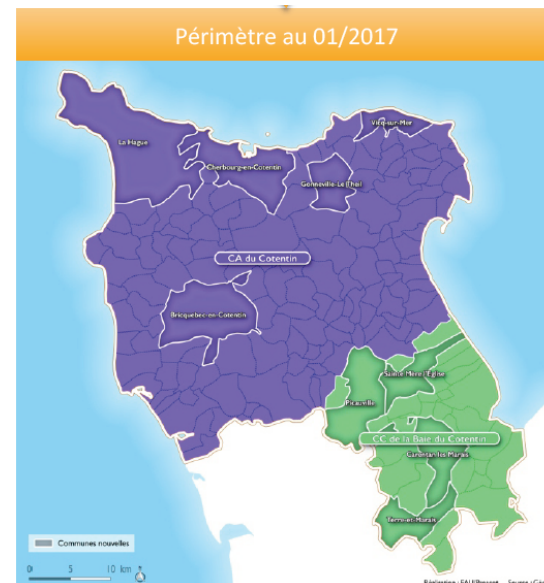 Périmètre au 01/2017
Vicq-sur-Mer
La Hague
Cherbourg-en-Cotentin
Gonneville-Le Theil
CA du Cotentin
Bricquebec-en-Cotentin
Sainte-Mère-Église
Picauville
CC de la Baie du Cotentin
Carentan les Marais
Terre-et-Marais
Communes nouvelles
0 5 10 km